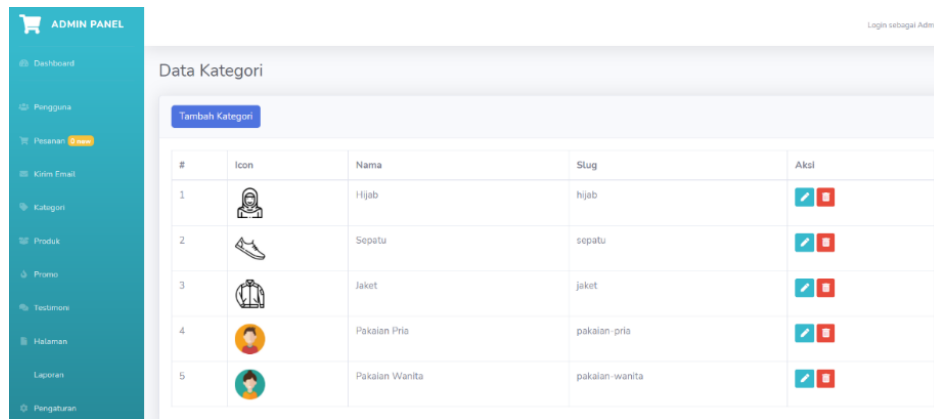 ADMIN PANEL
Login sebagai Adm
Dashboard
Data Kategori
Pengguna
Tambah Kategori
Pesanan 0 new
Kirim Email
Kategori
Produk
Promo
Testimoni
Halaman
Laporan
Pengaturan
# Icon Nama Slug Aksi
1 Hijab hijab
2 Sepatu sepatu
3 Jaket jaket
4 Pakaian Pria pakaian-pria
5 Pakaian Wanita pakaian-wanita